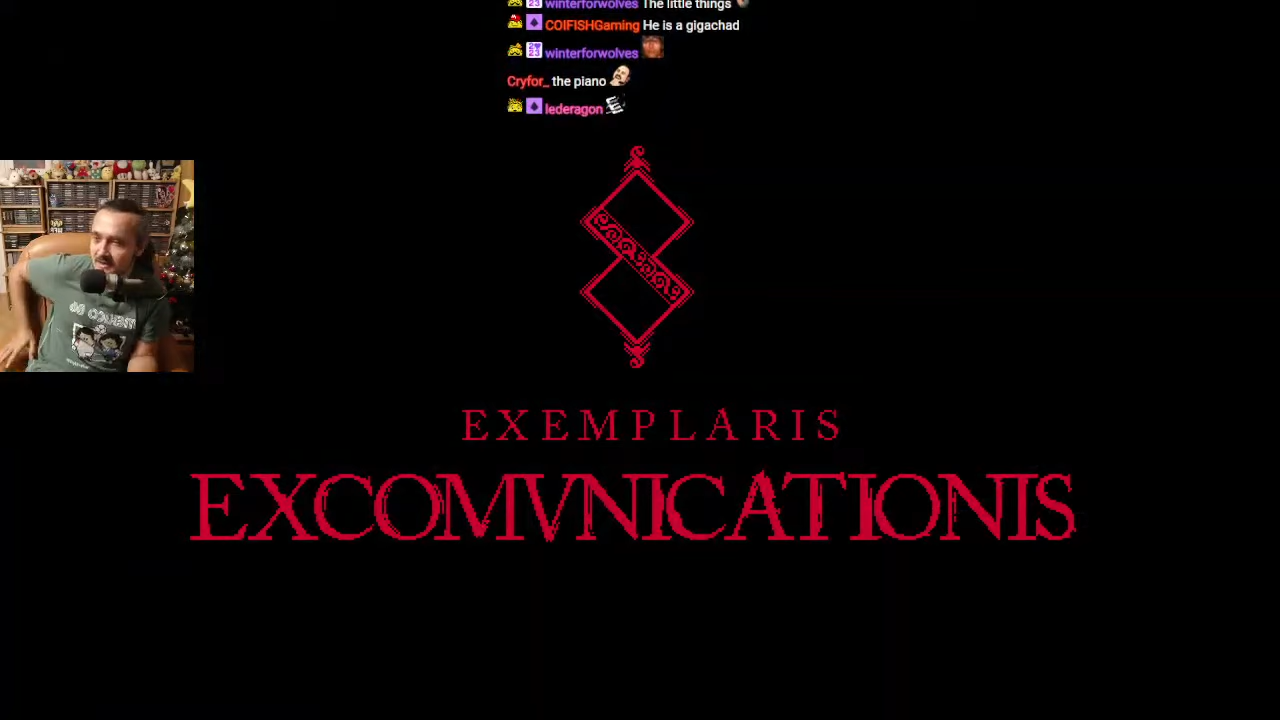 winterforwolves The little things
COIFISHGaming He is a gigachad
winterforwolves
Cryfor_ the piano
lederagon
EXEMPLARIS
EXCOMVNICATIONIS